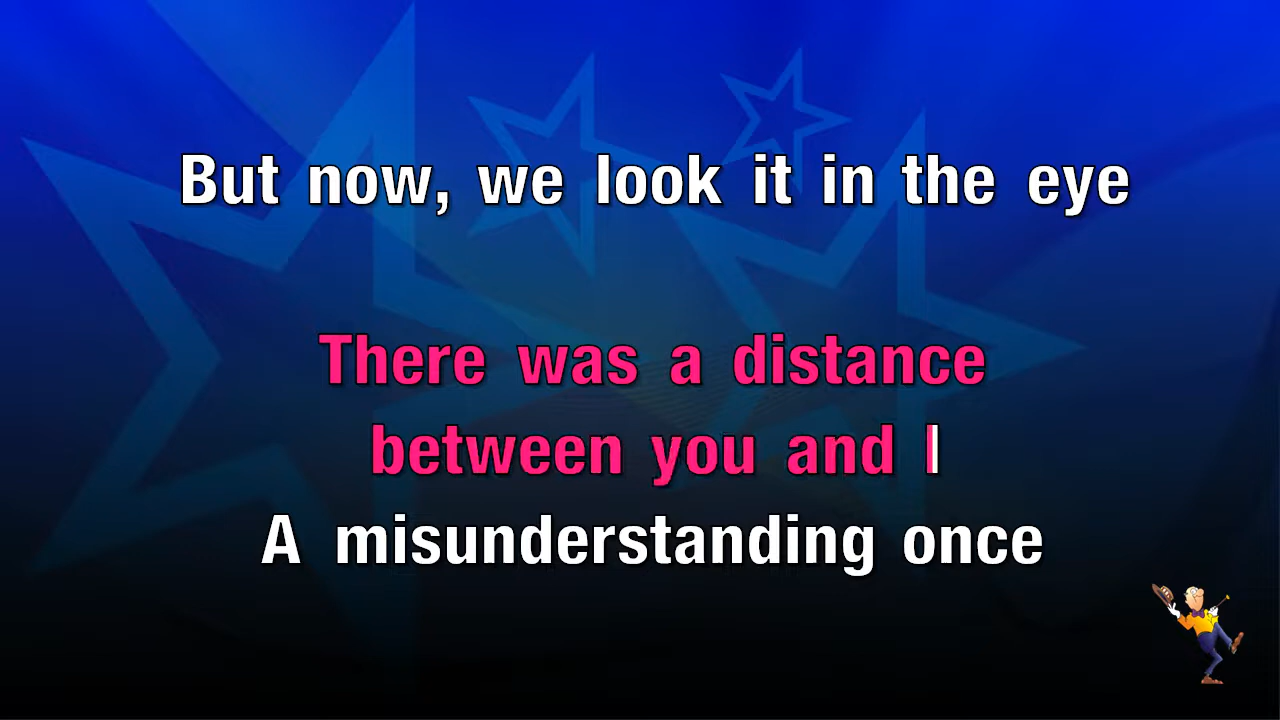 But now, we look it in the eye
There was a distance
between you and I
A misunderstanding once